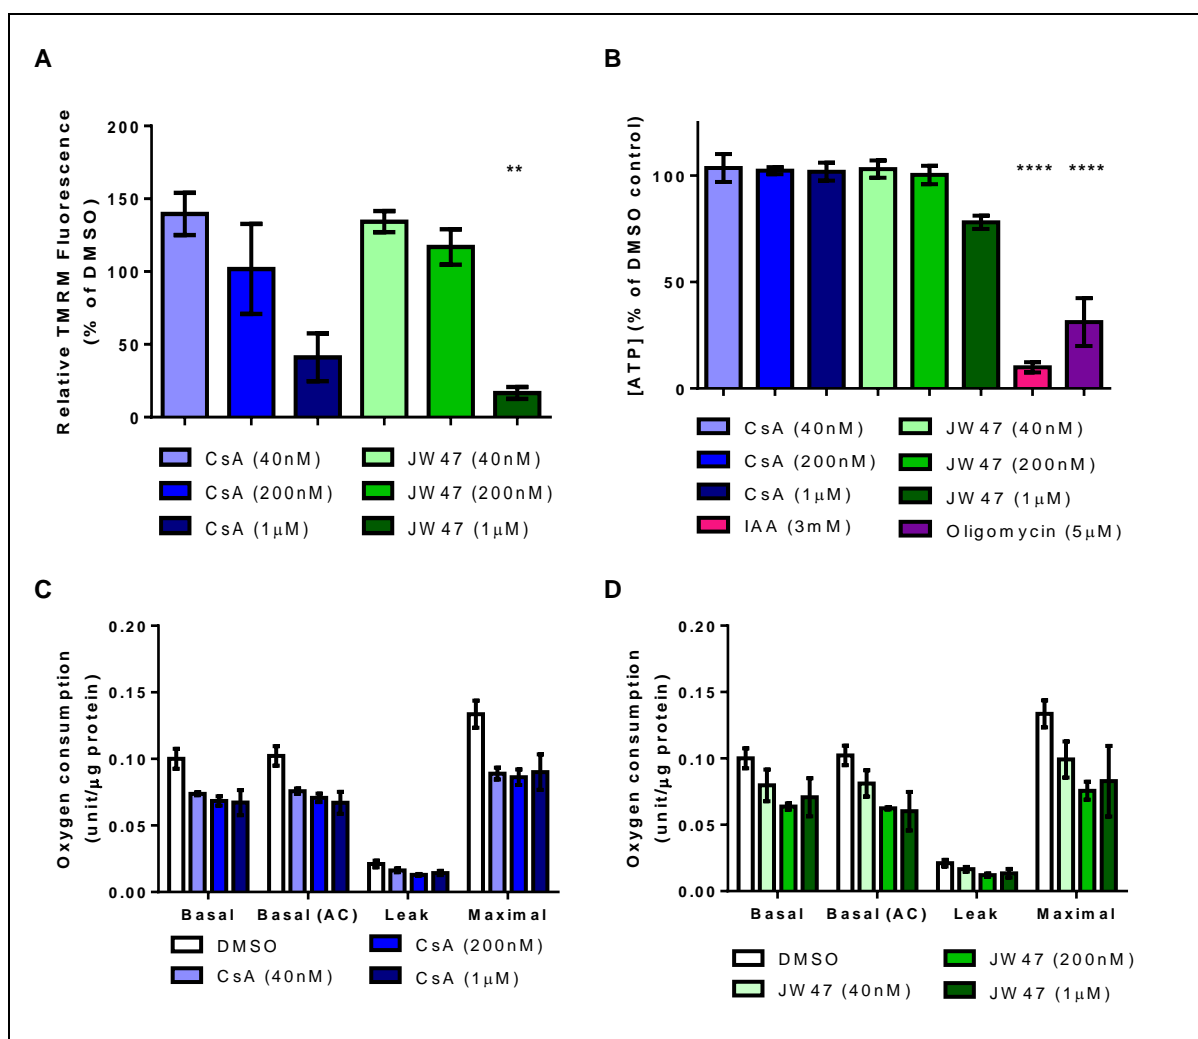 A
Relative TMRM Fluorescence
(% of DMSO)
200
150
100
50
0
**
CsA (40nM)
CsA (200nM)
CsA (1μM)
JW47 (40nM)
JW47 (200nM)
JW47 (1μM)
B
[ATP] (% of DMSO control)
100
50
0
****
****
CsA (40nM)
CsA (200nM)
CsA (1μM)
IAA (3mM)
JW47 (40nM)
JW47 (200nM)
JW47 (1μM)
Oligomycin (5μM)
C
Oxygen consumption
(unit/μg protein)
0.20
0.15
0.10
0.05
0.00
Basal
Basal (AC)
Leak
Maximal
DMSO
CsA (40nM)
CsA (200nM)
CsA (1μM)
D
Oxygen consumption
(unit/μg protein)
0.20
0.15
0.10
0.05
0.00
Basal
Basal (AC)
Leak
Maximal
DMSO
JW47 (40nM)
JW47 (200nM)
JW47 (1μM)